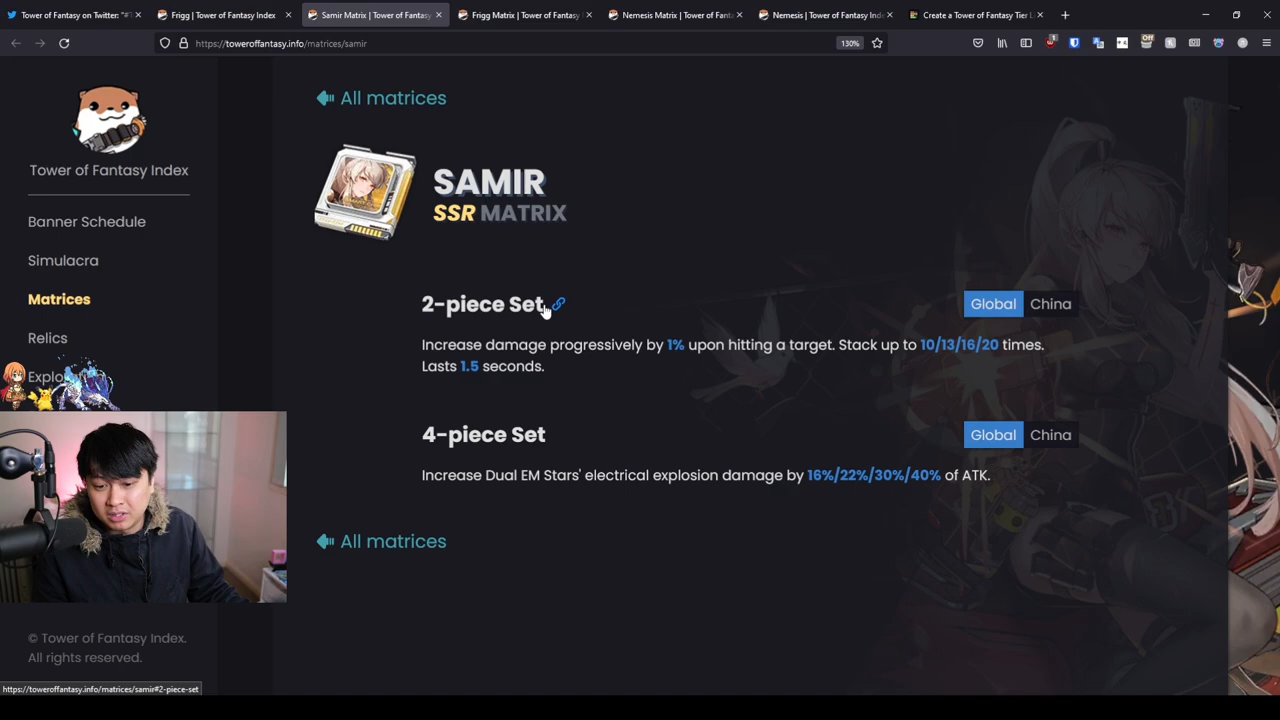 Tower of Fantasy on Twitter: "#T
Frigg | Tower of Fantasy Index
Samir Matrix | Tower of Fantasy
Frigg Matrix | Tower of Fantasy
Nemesis Matrix | Tower of Fanta
Nemesis | Tower of Fantasy Inde
Create a Tower of Fantasy Tier L
https://toweroffantasy.info/matrices/samir
130%
Off
1
All matrices
Tower of Fantasy Index
SAMIR
SSR MATRIX
Banner Schedule
Simulacra
Matrices
Relics
Explo
2-piece Set
Global China
Increase damage progressively by 1% upon hitting a target. Stack up to 10/13/16/20 times.
Lasts 1.5 seconds.
4-piece Set
Global China
Increase Dual EM Stars' electrical explosion damage by 16%/22%/30%/40% of ATK.
All matrices
© Tower of Fantasy Index.
All rights reserved.
https://toweroffantasy.info/matrices/samir#2-piece-set